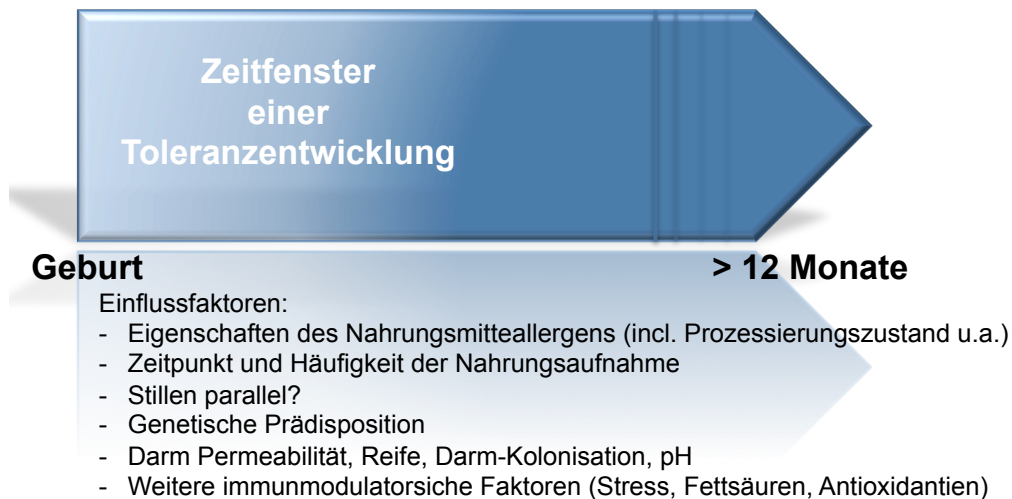 Zeitfenster
einer
Toleranzentwicklung
Geburt > 12 Monate
Einflussfaktoren:
- Eigenschaften des Nahrungsmitteallergens (incl. Prozessierungszustand u.a.)
- Zeitpunkt und Häufigkeit der Nahrungsaufnahme
- Stillen parallel?
- Genetische Prädisposition
- Darm Permeabilität, Reife, Darm-Kolonisation, pH
- Weitere immunmodulatorsiche Faktoren (Stress, Fettsäuren, Antioxidantien)